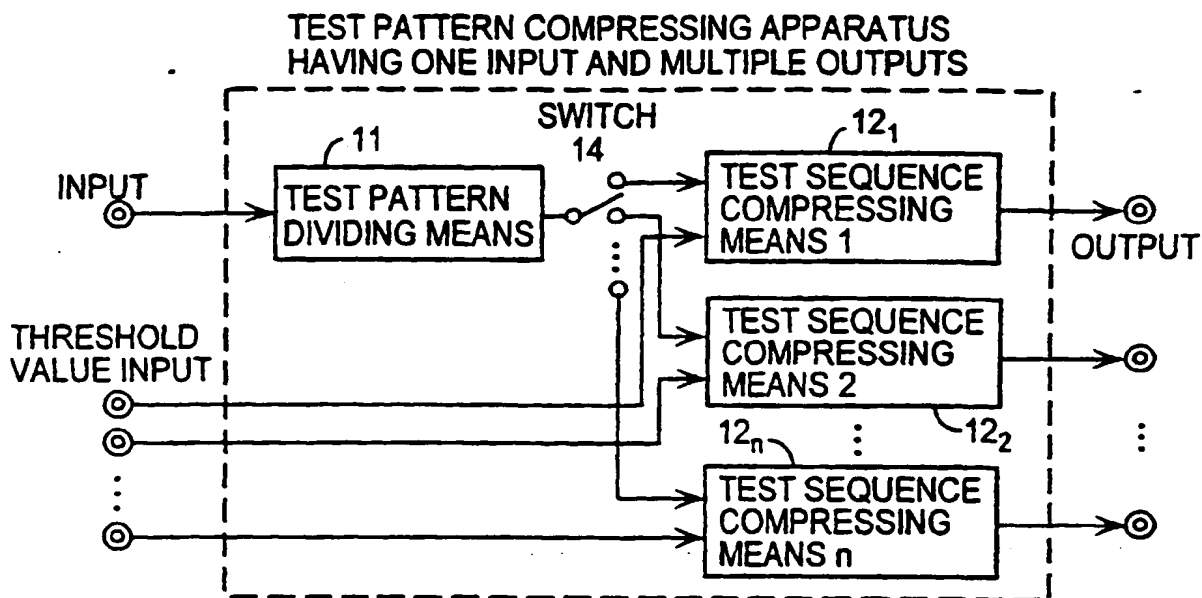 TEST PATTERN COMPRESSING APPARATUS
HAVING ONE INPUT AND MULTIPLE OUTPUTS
SWITCH
14
11
12₁
INPUT
TEST PATTERN
DIVIDING MEANS
TEST SEQUENCE
COMPRESSING
MEANS 1
OUTPUT
THRESHOLD
VALUE INPUT
TEST SEQUENCE
COMPRESSING
MEANS 2
12₂
12ₙ
TEST SEQUENCE
COMPRESSING
MEANS n